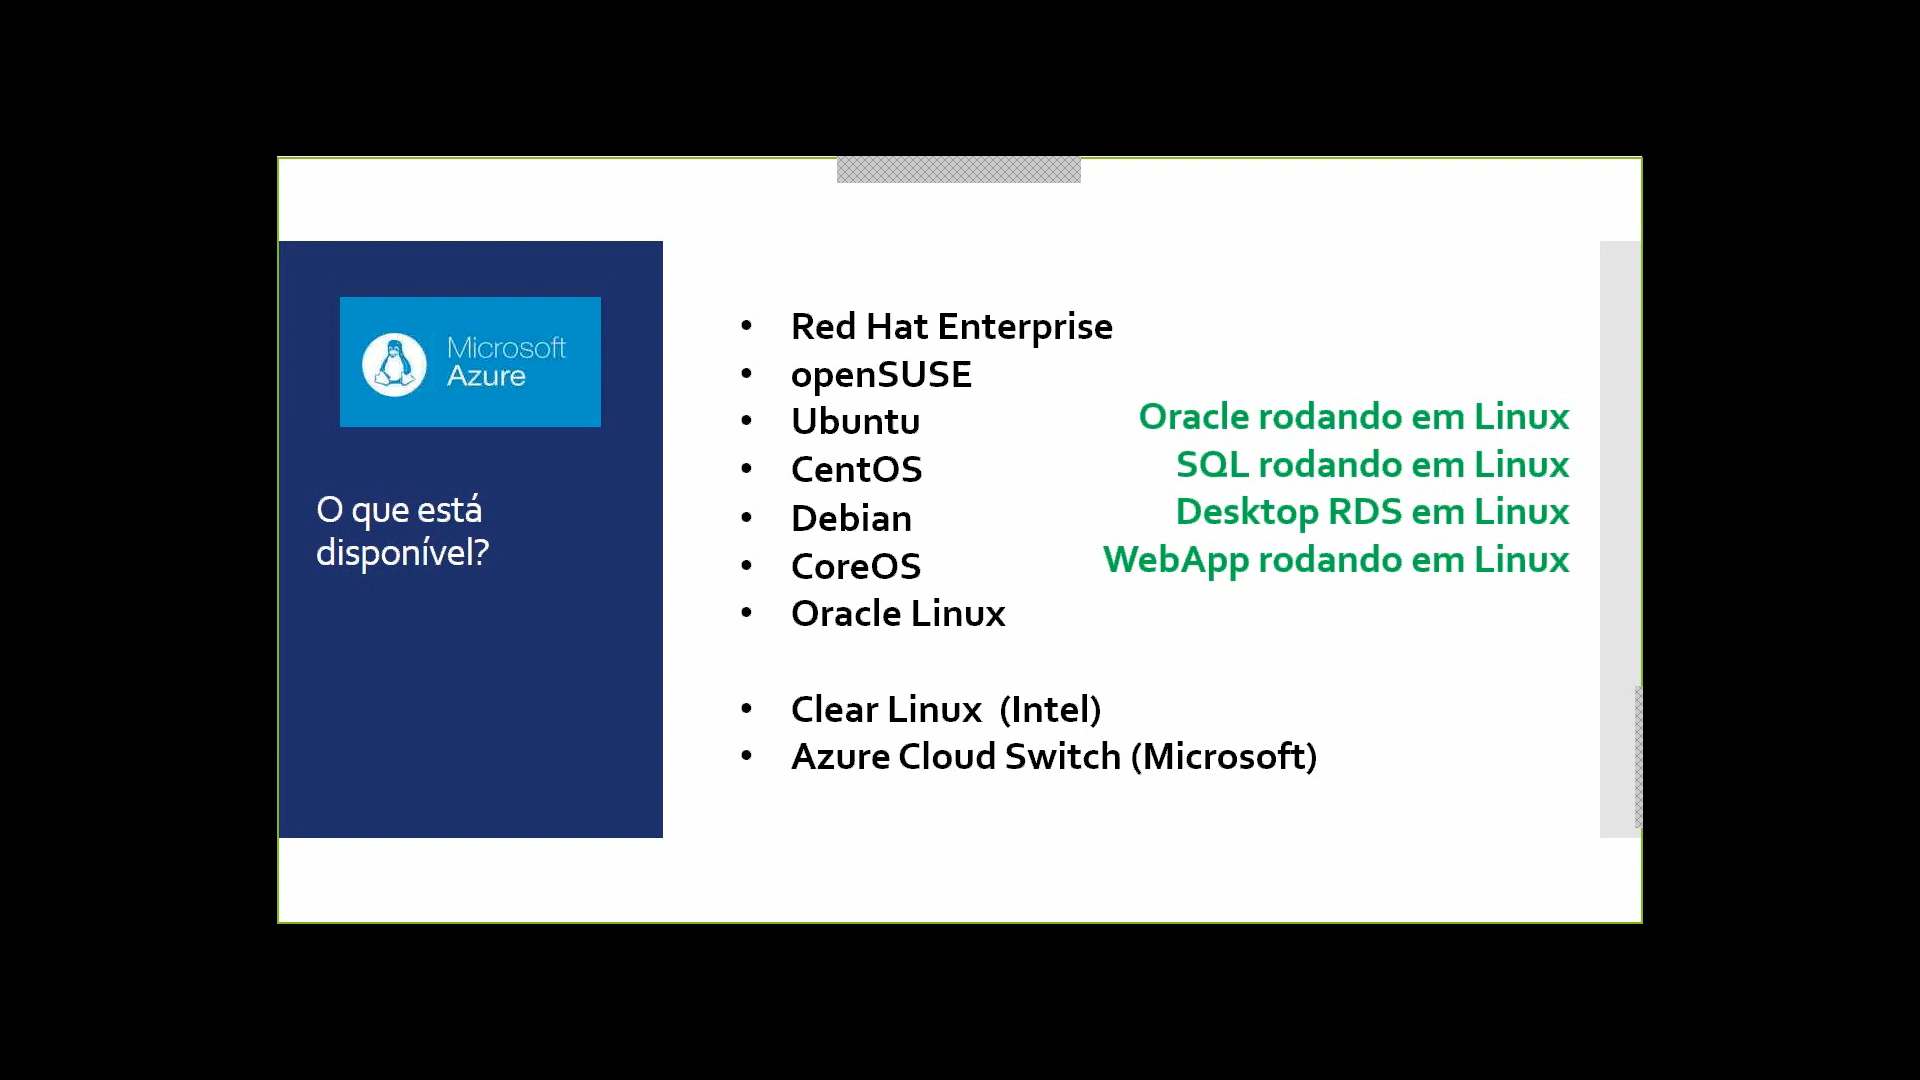 Microsoft
Azure
O que está
disponível?
• Red Hat Enterprise
• openSUSE
• Ubuntu
• CentOS
• Debian
• CoreOS
• Oracle Linux
• Clear Linux  (Intel)
• Azure Cloud Switch (Microsoft)
Oracle rodando em Linux
SQL rodando em Linux
Desktop RDS em Linux
WebApp rodando em Linux